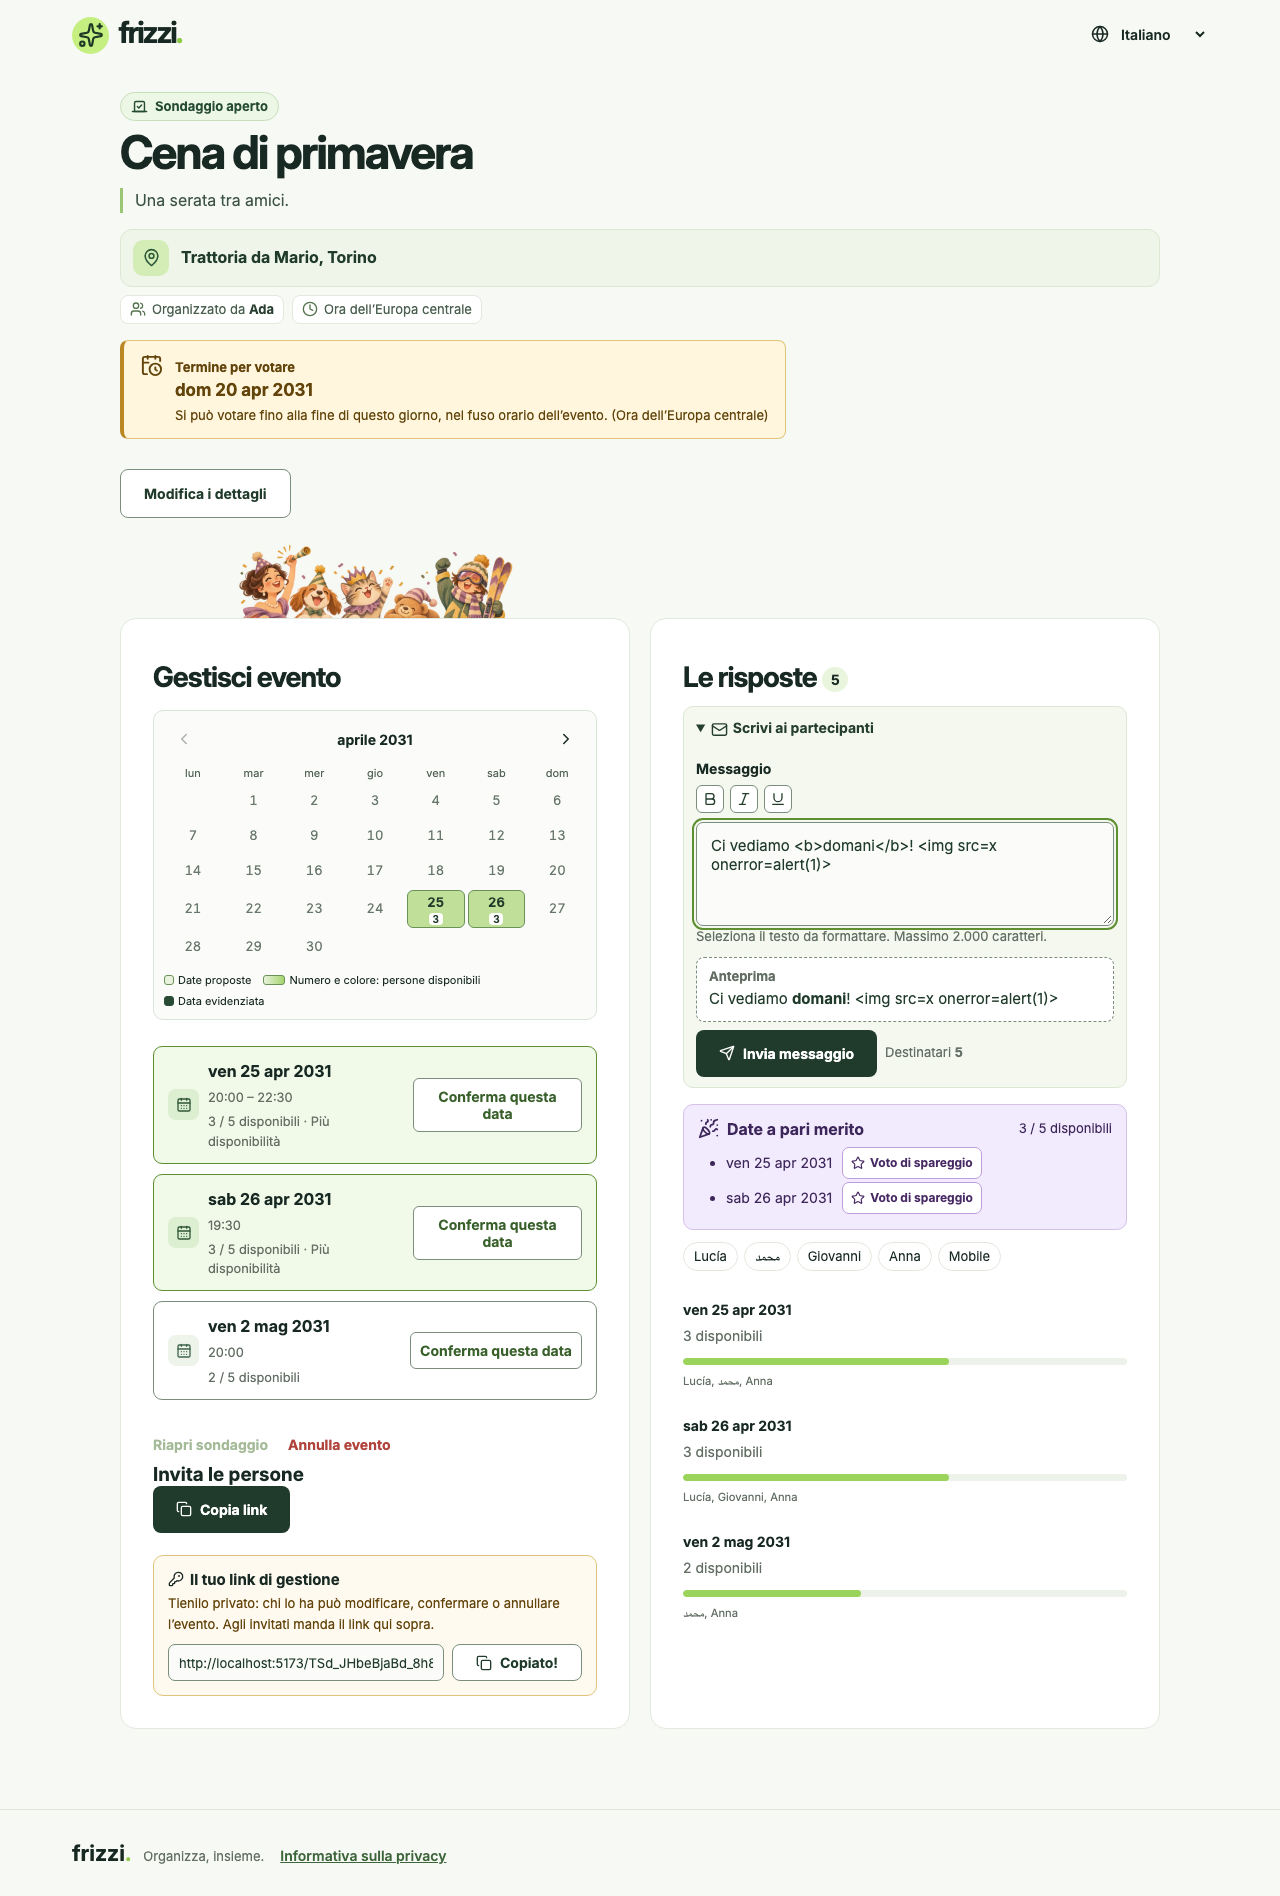 frizzi.
Italiano
Sondaggio aperto
Cena di primavera
Una serata tra amici.
Trattoria da Mario, Torino
Organizzato da Ada
Ora dell’Europa centrale
Termine per votare
dom 20 apr 2031
Si può votare fino alla fine di questo giorno, nel fuso orario dell’evento. (Ora dell’Europa centrale)
Modifica i dettagli
Gestisci evento
aprile 2031
lun mar mer gio ven sab dom
1 2 3 4 5 6
7 8 9 10 11 12 13
14 15 16 17 18 19 20
21 22 23 24 25 26 27
3 3
28 29 30
Date proposte
Numero e colore: persone disponibili
Data evidenziata
ven 25 apr 2031
20:00 – 22:30
3 / 5 disponibili · Più
disponibilità
Conferma questa
data
sab 26 apr 2031
19:30
3 / 5 disponibili · Più
disponibilità
Conferma questa
data
ven 2 mag 2031
20:00
2 / 5 disponibili
Conferma questa data
Riapri sondaggio
Annulla evento
Invita le persone
Copia link
Il tuo link di gestione
Tienilo privato: chi lo ha può modificare, confermare o annullare
l’evento. Agli invitati manda il link qui sopra.
http://localhost:5173/TSd_JHbeBjaBd_8h8
Copiato!
Le risposte 5
Scrivi ai partecipanti
Messaggio
B I U
Ci vediamo <b>domani</b>! <img src=x
onerror=alert(1)>
Seleziona il testo da formattare. Massimo 2.000 caratteri.
Anteprima
Ci vediamo domani! <img src=x onerror=alert(1)>
Invia messaggio
Destinatari 5
Date a pari merito
3 / 5 disponibili
ven 25 apr 2031
Voto di spareggio
sab 26 apr 2031
Voto di spareggio
Lucía
محمد
Giovanni
Anna
Mobile
ven 25 apr 2031
3 disponibili
Lucía, محمد, Anna
sab 26 apr 2031
3 disponibili
Lucía, Giovanni, Anna
ven 2 mag 2031
2 disponibili
محمد, Anna
frizzi.
Organizza, insieme.
Informativa sulla privacy